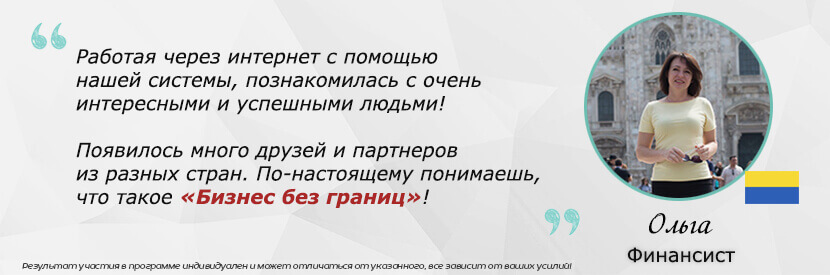 Работая через интернет с помощью
нашей системы, познакомилась с очень
интересными и успешными людьми!
Появилось много друзей и партнеров
из разных стран. По-настоящему понимаешь,
что такое «Бизнес без границ»!
Ольга
Финансист
Результат участия в программе индивидуален и может отличаться от указанного, все зависит от ваших усилий!